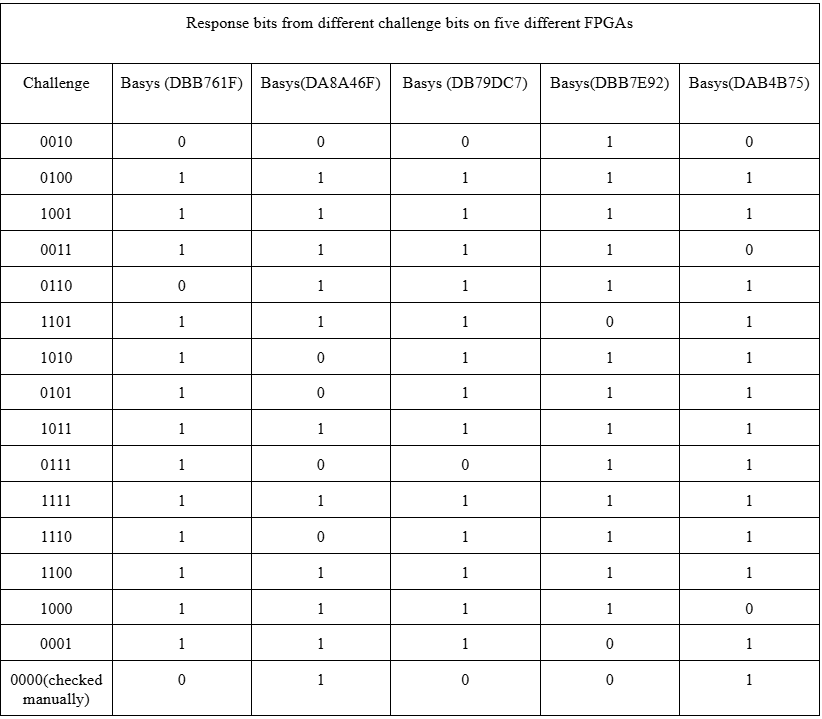 Response bits from different challenge bits on five different FPGAs
Challenge Basys (DBB761F) Basys(DA8A46F) Basys (DB79DC7) Basys(DBB7E92) Basys(DAB4B75)
0010 0 0 0 1 0
0100 1 1 1 1 1
1001 1 1 1 1 1
0011 1 1 1 1 0
0110 0 1 1 1 1
1101 1 1 1 0 1
1010 1 0 1 1 1
0101 1 0 1 1 1
1011 1 1 1 1 1
0111 1 0 0 1 1
1111 1 1 1 1 1
1110 1 0 1 1 1
1100 1 1 1 1 1
1000 1 1 1 1 0
0001 1 1 1 0 1
0000(checked 0 1 0 0 1
manually)